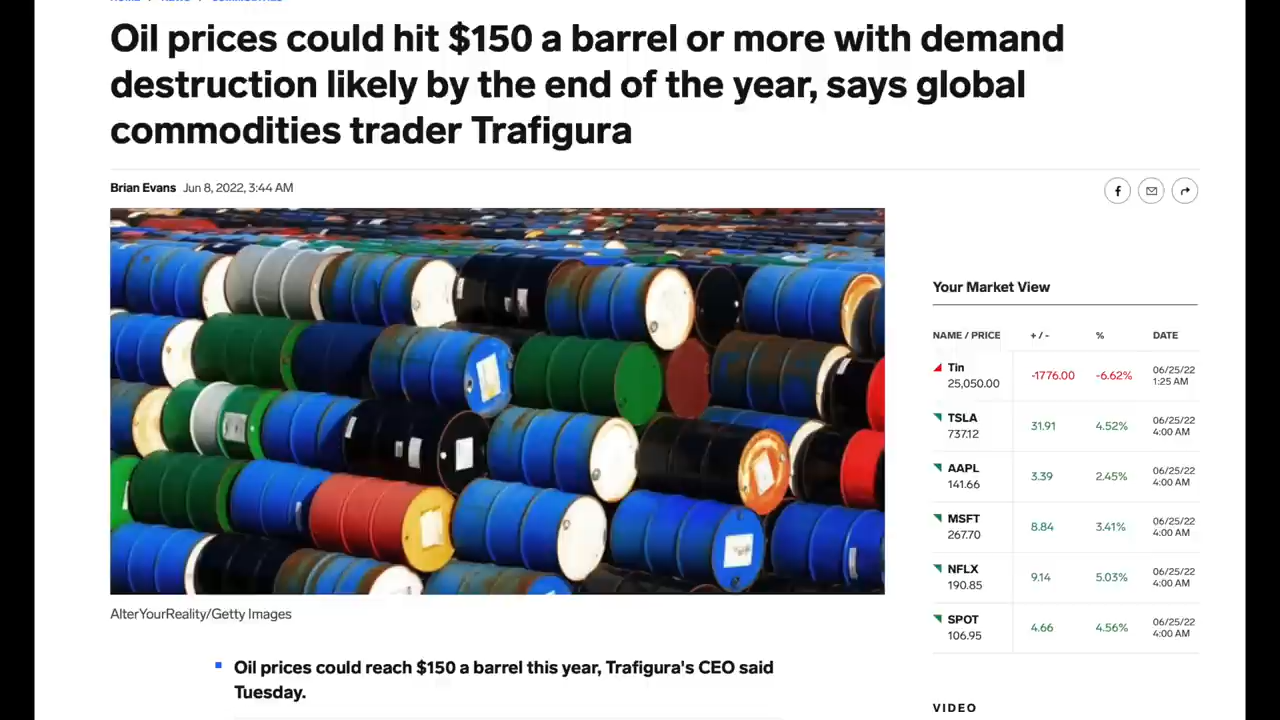 HOME / NEWS / COMMODITIES
Oil prices could hit $150 a barrel or more with demand
destruction likely by the end of the year, says global
commodities trader Trafigura
Brian Evans Jun 8, 2022, 3:44 AM
AlterYourReality/Getty Images
Oil prices could reach $150 a barrel this year, Trafigura's CEO said
Tuesday.
Your Market View
NAME / PRICE + / - % DATE
Tin
25,050.00 -1776.00 -6.62% 06/25/22
1:25 AM
TSLA
737.12 31.91 4.52% 06/25/22
4:00 AM
AAPL
141.66 3.39 2.45% 06/25/22
4:00 AM
MSFT
267.70 8.84 3.41% 06/25/22
4:00 AM
NFLX
190.85 9.14 5.03% 06/25/22
4:00 AM
SPOT
106.95 4.66 4.56% 06/25/22
4:00 AM
VIDEO